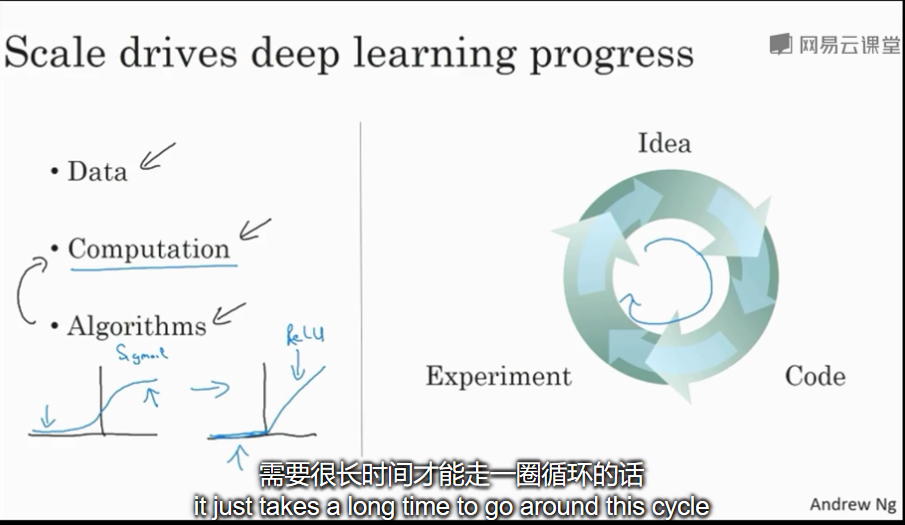 Scale drives deep learning progress
网易云课堂
• Data
• Computation
• Algorithms
ReLU
Idea
Experiment
Code
需要很长时间才能走一圈循环的话
it just takes a long time to go around this cycle
Andrew Ng